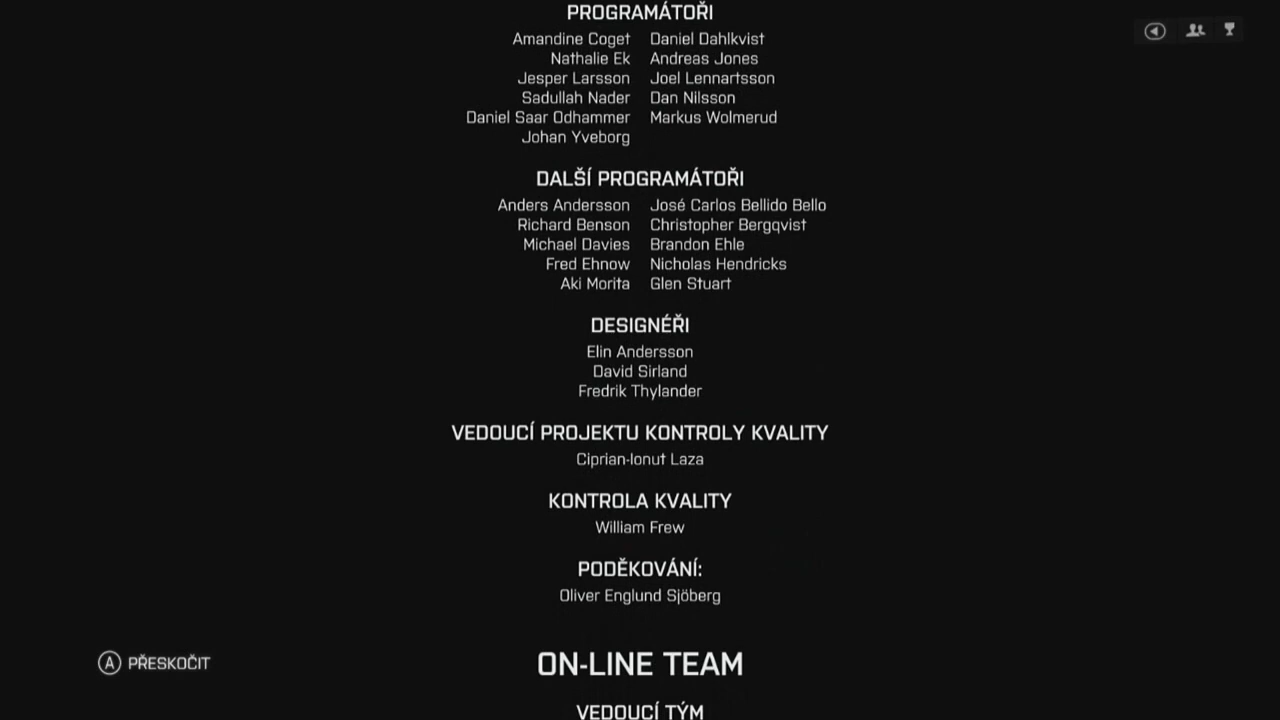 PROGRAMÁTOŘI
Amandine Coget Daniel Dahlkvist
Nathalie Ek Andreas Jones
Jesper Larsson Joel Lennartsson
Sadullah Nader Dan Nilsson
Daniel Saar Odhammer Markus Wolmerud
Johan Yveborg
DALŠÍ PROGRAMÁTOŘI
Anders Andersson José Carlos Bellido Bello
Richard Benson Christopher Bergqvist
Michael Davies Brandon Ehle
Fred Ehnow Nicholas Hendricks
Aki Morita Glen Stuart
DESIGNÉŘI
Elin Andersson
David Sirland
Fredrik Thylander
VEDOUCÍ PROJEKTU KONTROLY KVALITY
Ciprian-Ionut Laza
KONTROLA KVALITY
William Frew
PODĚKOVÁNÍ:
Oliver Englund Sjöberg
A PŘESKOČIT
ON-LINE TEAM
VEDOUCÍ TÝM